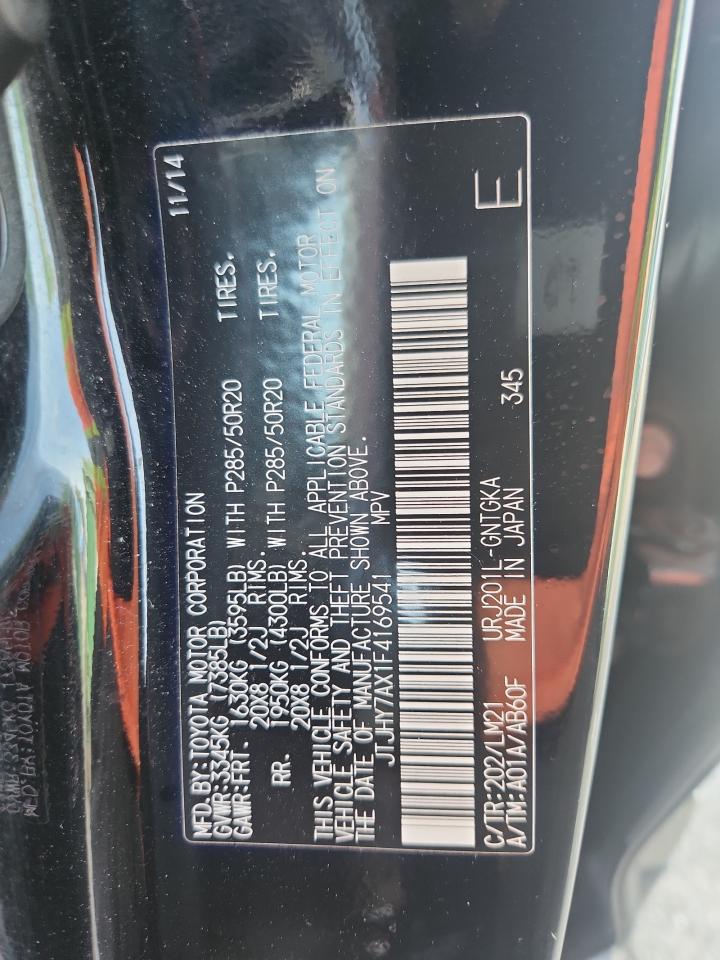 MFD.BY:TOYOTA MOTOR CORPORATION 11/14
GVWR:3345KG (7385LB)
GAWR:FRT. 1630KG (3595LB) WITH P285/50R20 TIRES.
20X8 1/2J RIMS.
RR. 1950KG (4300LB) WITH P285/50R20 TIRES.
20X8 1/2J RIMS.
THIS VEHICLE CONFORMS TO ALL APPLICABLE FEDERAL MOTOR
VEHICLE SAFETY AND THEFT PREVENTION STANDARDS IN EFFECT ON
THE DATE OF MANUFACTURE SHOWN ABOVE.
JTJHY7AX1F4169541 MPV
C/TR:202/LM21 URJ201L-GNTGKA 345 E
A/TM:A01A/AB60F MADE IN JAPAN